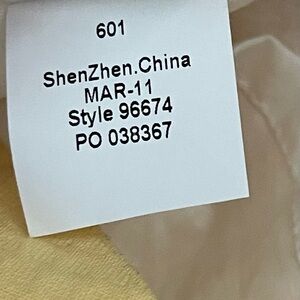 601
ShenZhen.China
MAR-11
Style 96674
PO 038367